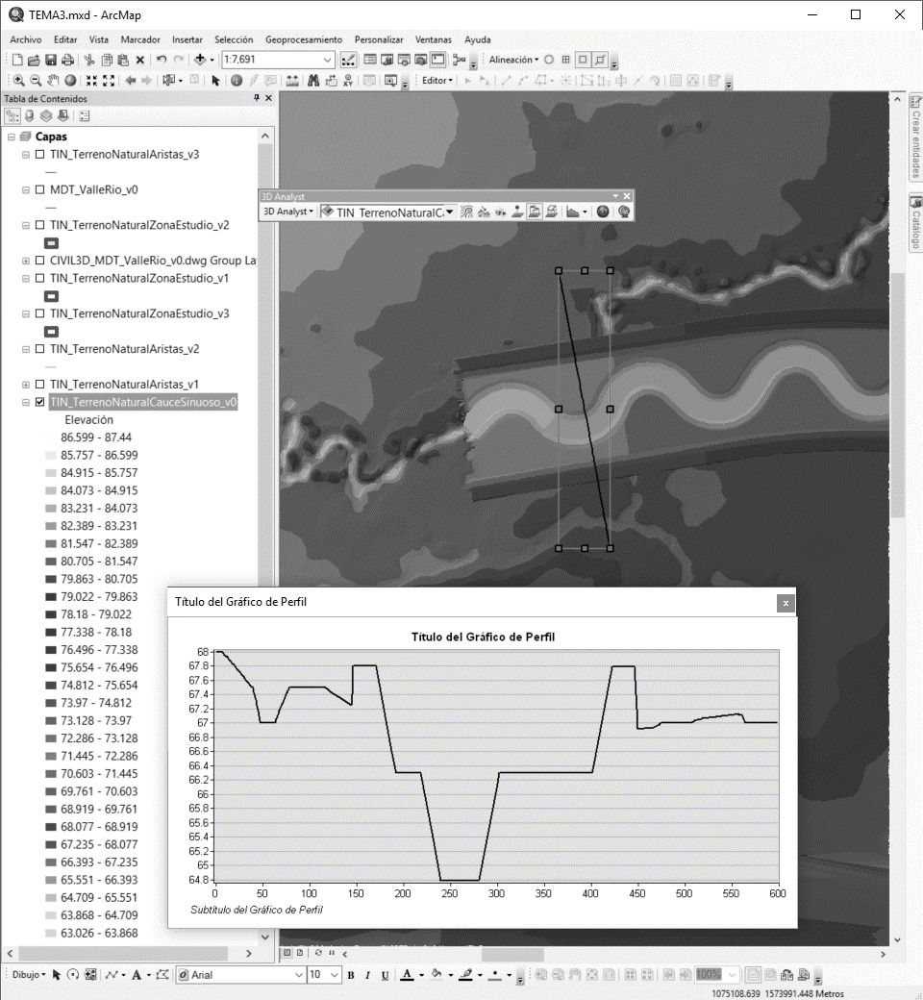 TEMA3.mxd - ArcMap
Archivo Editar Vista Marcador Insertar Selección Geoprocesamiento Personalizar Ventanas Ayuda
1:7,691 Alineación
Editor
Tabla de Contenidos
Capas
TIN_TerrenoNaturalAristas_v3
MDT_ValleRio_v0
TIN_TerrenoNaturalZonaEstudio_v2
CIVIL3D_MDT_ValleRio_v0.dwg Group La
TIN_TerrenoNaturalZonaEstudio_v1
TIN_TerrenoNaturalZonaEstudio_v3
TIN_TerrenoNaturalAristas_v2
TIN_TerrenoNaturalAristas_v1
TIN_TerrenoNaturalCauceSinuoso_v0
Elevación
86.599 - 87.44
85.757 - 86.599
84.915 - 85.757
84.073 - 84.915
83.231 - 84.073
82.389 - 83.231
81.547 - 82.389
80.705 - 81.547
79.863 - 80.705
79.022 - 79.863
78.18 - 79.022
77.338 - 78.18
76.496 - 77.338
75.654 - 76.496
74.812 - 75.654
73.97 - 74.812
73.128 - 73.97
72.286 - 73.128
71.445 - 72.286
70.603 - 71.445
69.761 - 70.603
68.919 - 69.761
68.077 - 68.919
67.235 - 68.077
66.393 - 67.235
65.551 - 66.393
64.709 - 65.551
63.868 - 64.709
63.026 - 63.868
3D Analyst
3D Analyst TIN_TerrenoNaturalCa
Crear entidades
Catálogo
Título del Gráfico de Perfil
Título del Gráfico de Perfil
68
67.8
67.6
67.4
67.2
67
66.8
66.6
66.4
66.2
66
65.8
65.6
65.4
65.2
65
64.8
0 50 100 150 200 250 300 350 400 450 500 550 600
Subtítulo del Gráfico de Perfil
Dibujo A Arial 10 B I U A 100%
1075108.639 1573991.448 Metros